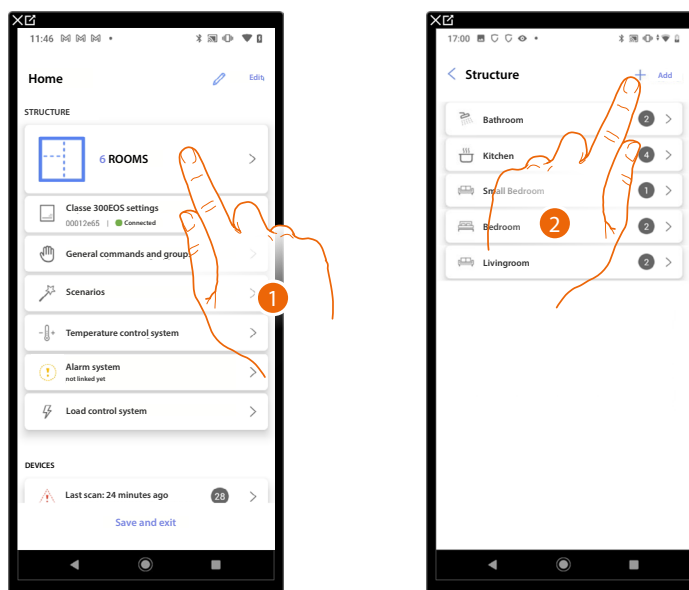 11:46
Home
Edit
STRUCTURE
6 ROOMS
Classe 300EOS settings
00012e65 | Connected
General commands and group
Scenarios
Temperature control system
Alarm system
not linked yet
Load control system
DEVICES
Last scan: 24 minutes ago
28
Save and exit
1
17:00
Structure
Add
Bathroom
2
Kitchen
4
Small Bedroom
1
Bedroom
2
Livingroom
2
2